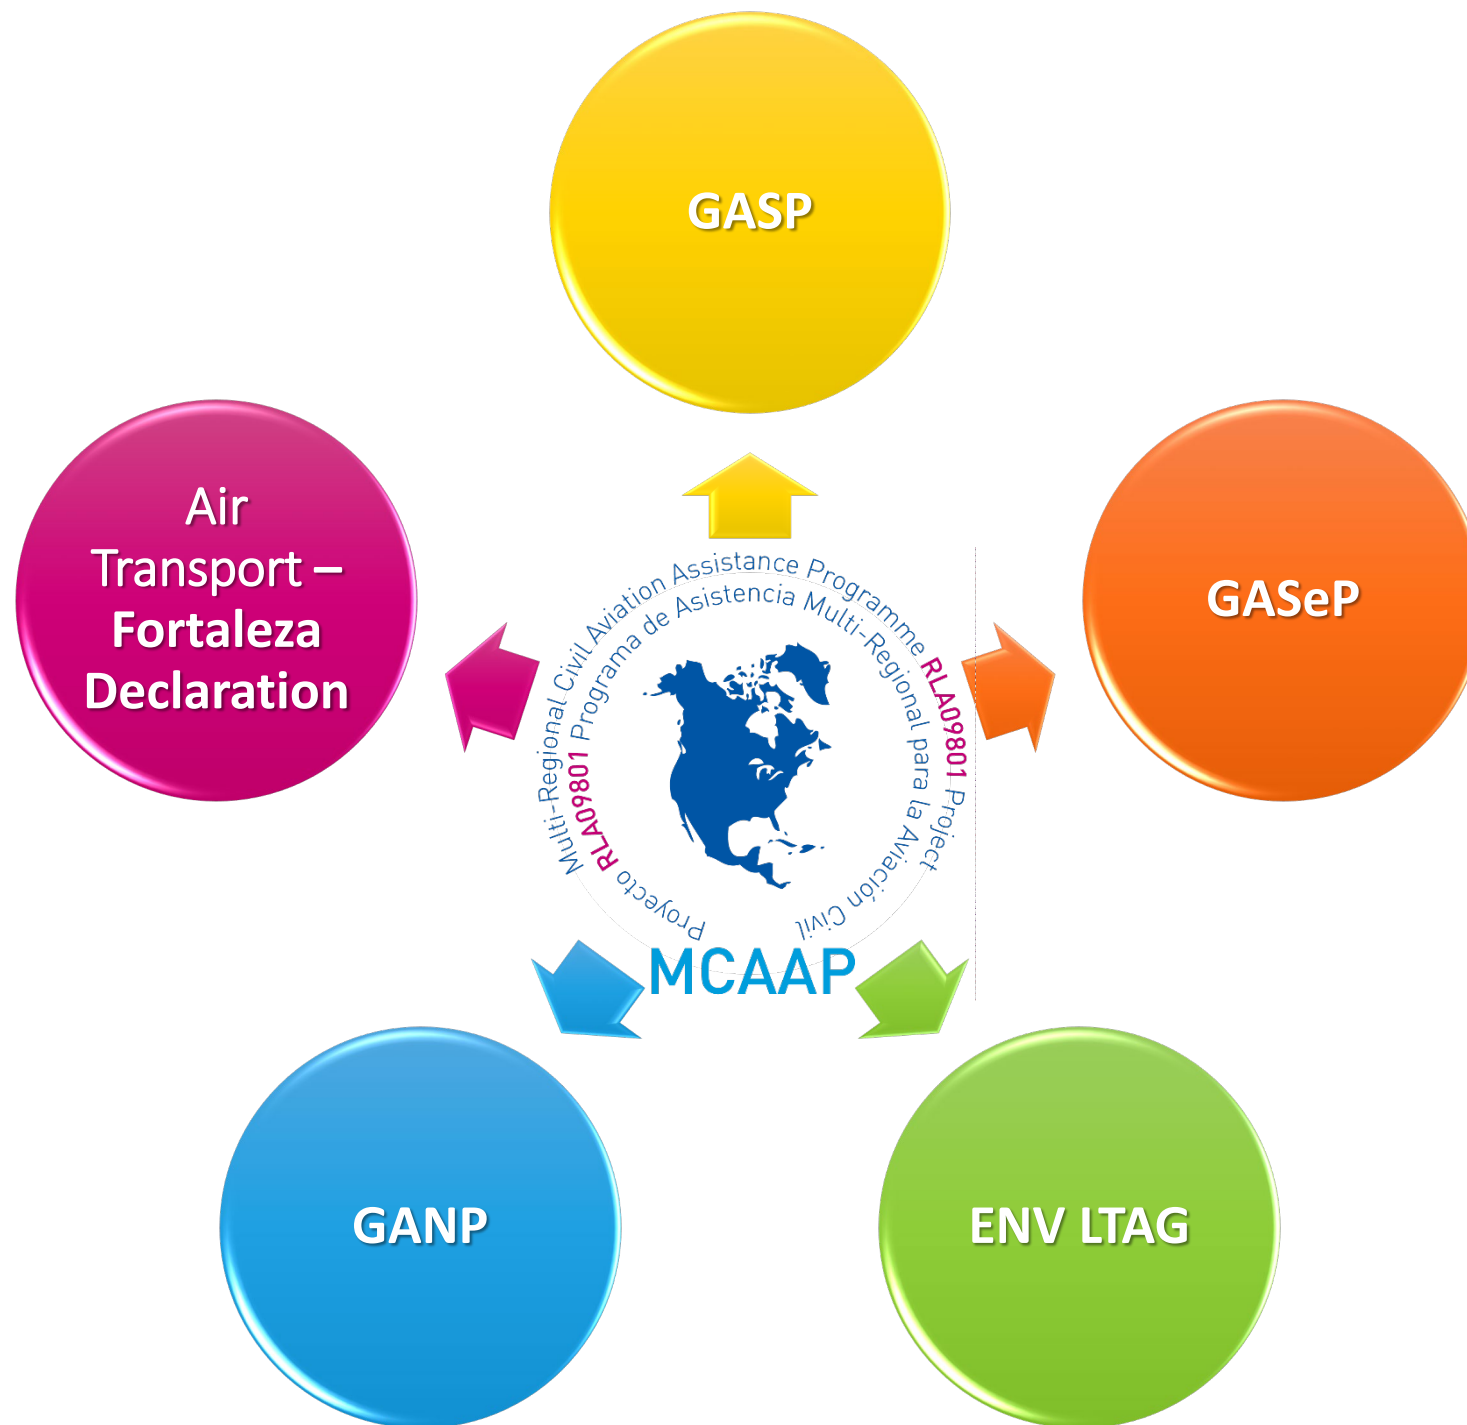 GASP
Air
Transport –
Fortaleza
Declaration
GASeP
Multi-Regional Civil Aviation Assistance Programme RLA09801 Project
Proyecto RLA09801 Programa de Asistencia Multi-Regional para la Aviación Civil
MCAAP
GANP
ENV LTAG